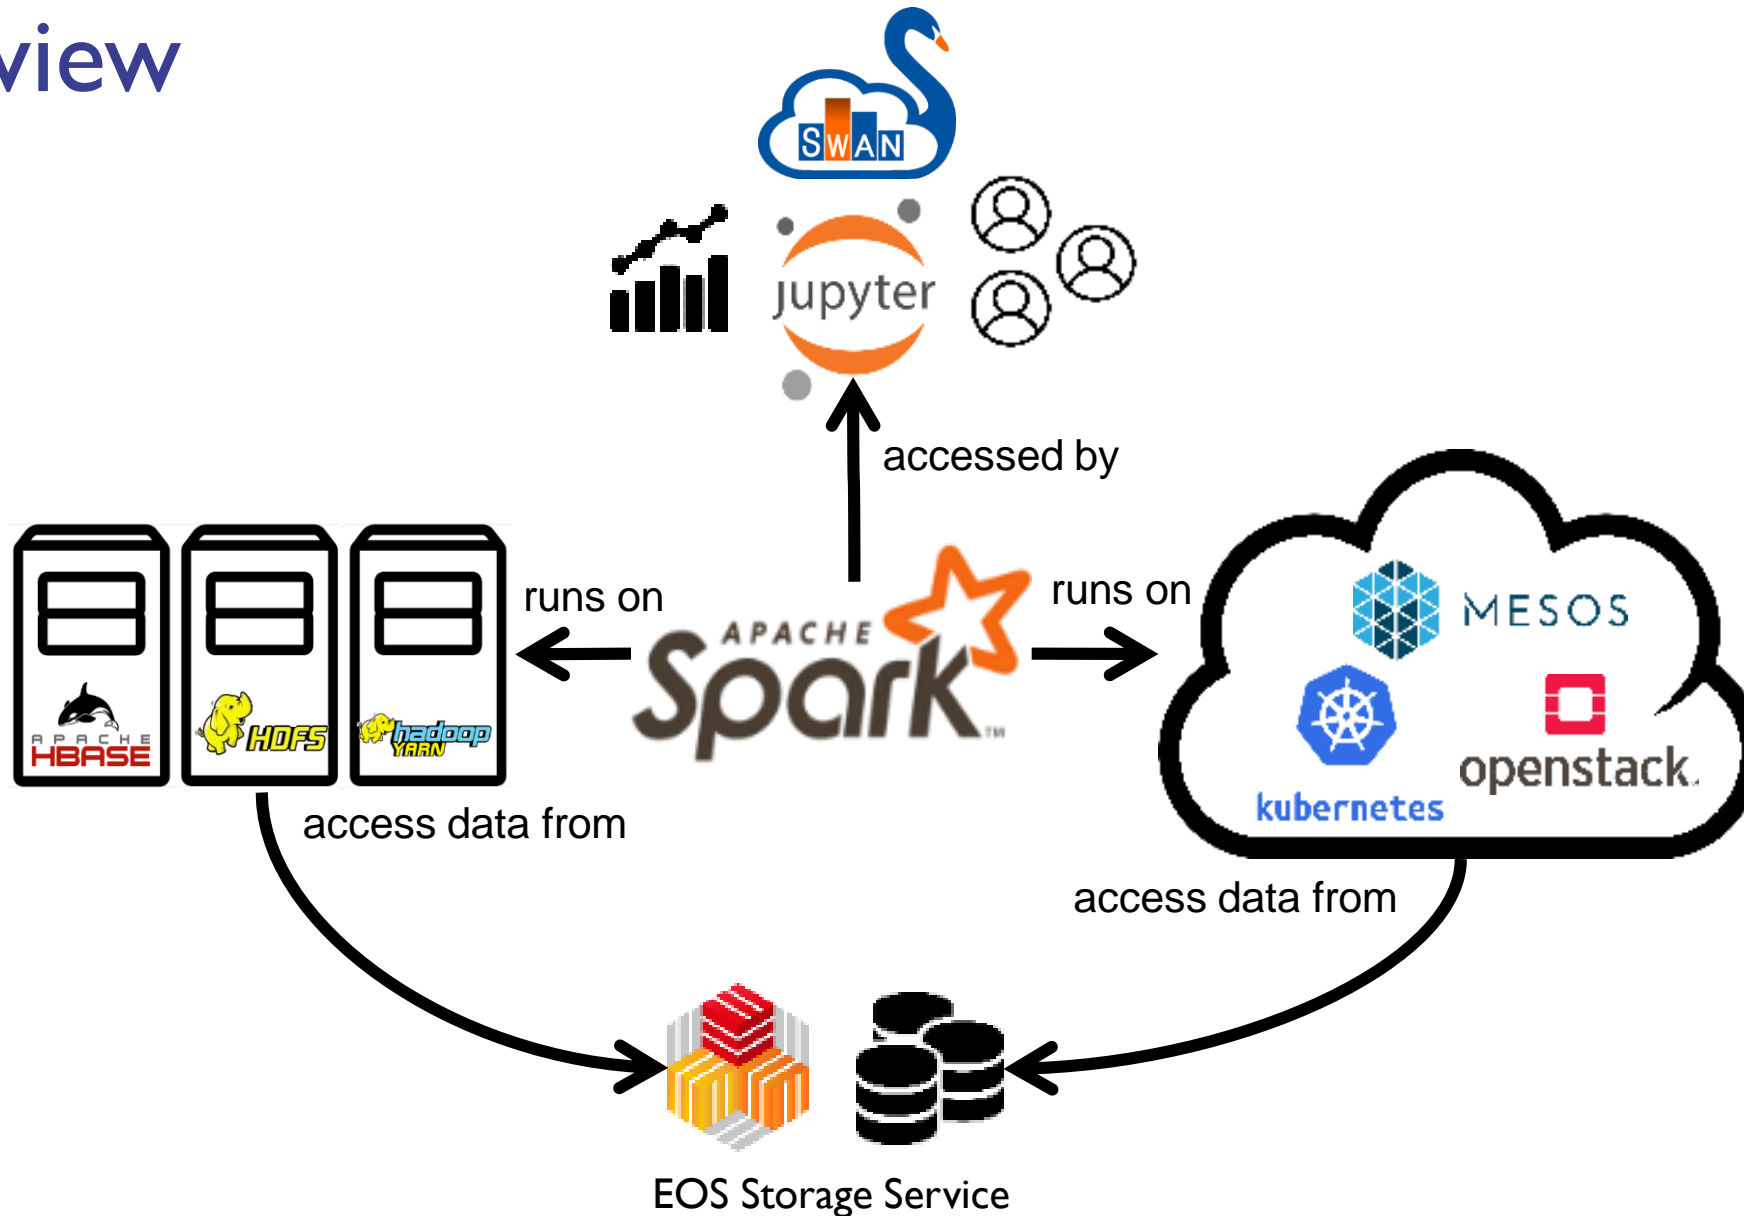 view
SWAN
jupyter
accessed by
runs on
runs on
APACHE
Spark™
MESOS
kubernetes
openstack.
APACHE
HBASE
HDFS
hadoop
YARN
access data from
access data from
EOS Storage Service